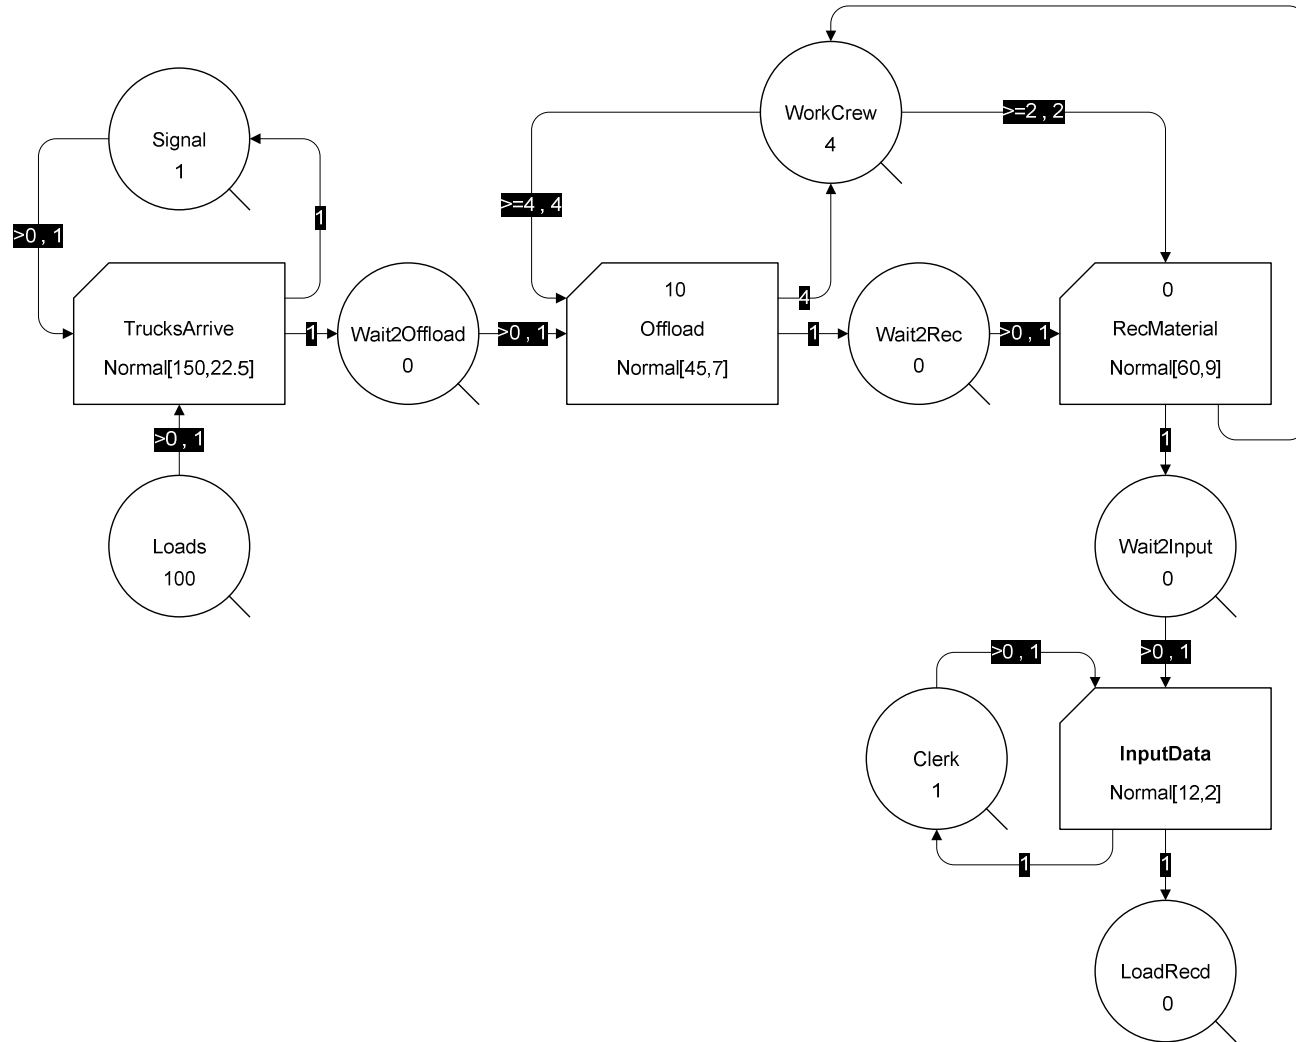 WorkCrew
4
>=2 , 2
Signal
1
>=4 , 4
1
>0 , 1
10
Offload
Normal[45,7]
0
RecMaterial
Normal[60,9]
TrucksArrive
Normal[150,22.5]
1
Wait2Offload
0
>0 , 1
4
1
Wait2Rec
0
>0 , 1
>0 , 1
1
Loads
100
Wait2Input
0
>0 , 1
>0 , 1
Clerk
1
InputData
Normal[12,2]
1
1
LoadRecd
0